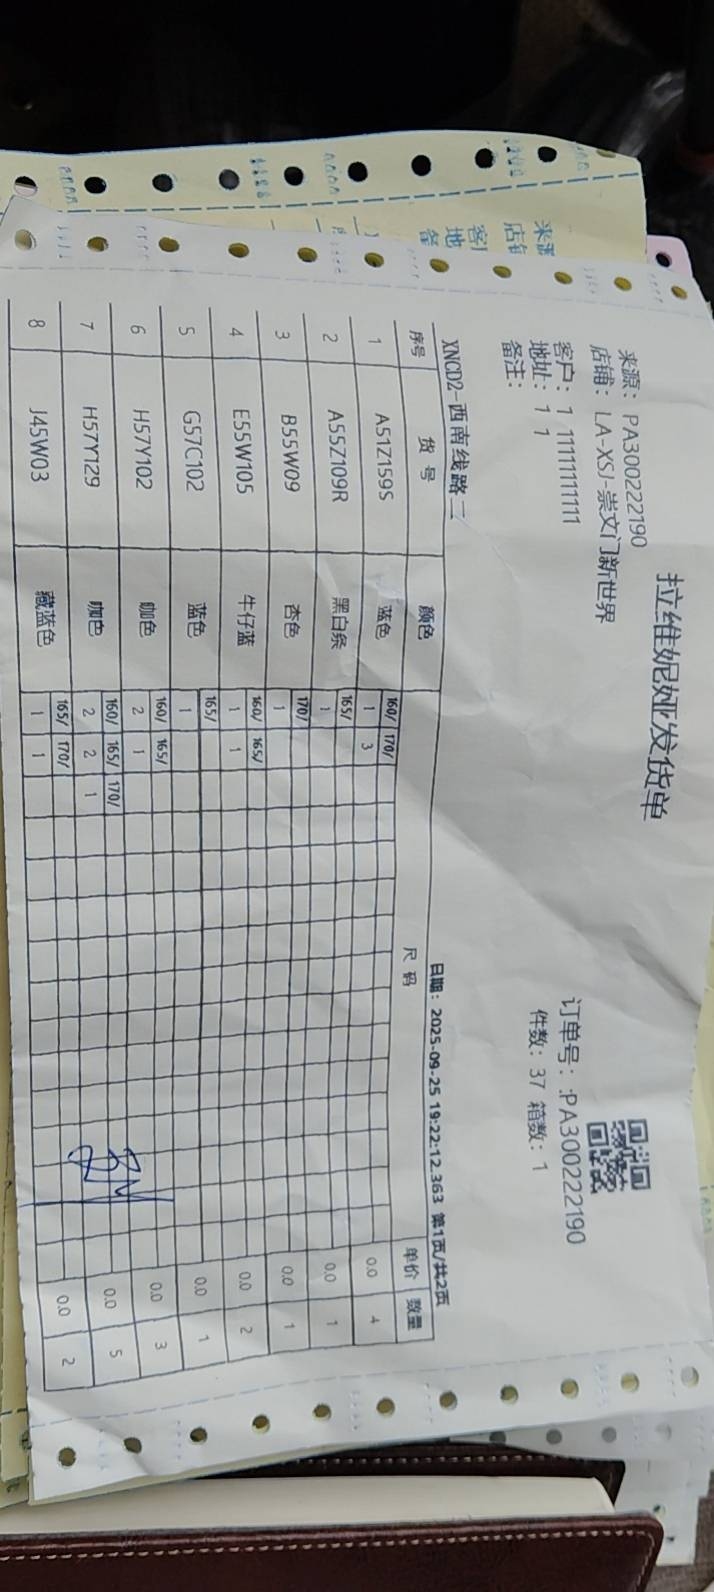 拉维妮娅发货单
来源: PA300222190
店铺: LA-XSJ-崇文门新世界
客户: 1 11111111111
地址: 1 1
备注:
订单号: :PA300222190
件数: 37 箱数: 1
XNCD2-西南线路二 日期: 2025-09-25 19:22:12.363 第1页/共2页
序号 货号 颜色 尺码 单价 数量
160/ 170/
1 A51Z159S 蓝色 1 3 0.0 4
165/
2 A55Z109R 黑白条 1 0.0 1
170/
3 B55W09 杏色 1 0.0 1
160/ 165/
4 E55W105 牛仔蓝 1 1 0.0 2
165/
5 G57C102 蓝色 1 0.0 1
160/ 165/
6 H57Y102 咖色 2 1 0.0 3
160/ 165/ 170/
7 H57Y129 咖色 2 2 1 0.0 5
165/ 170/
8 J45W03 藏蓝色 1 1 0.0 2
来源
店铺
客户
地
备